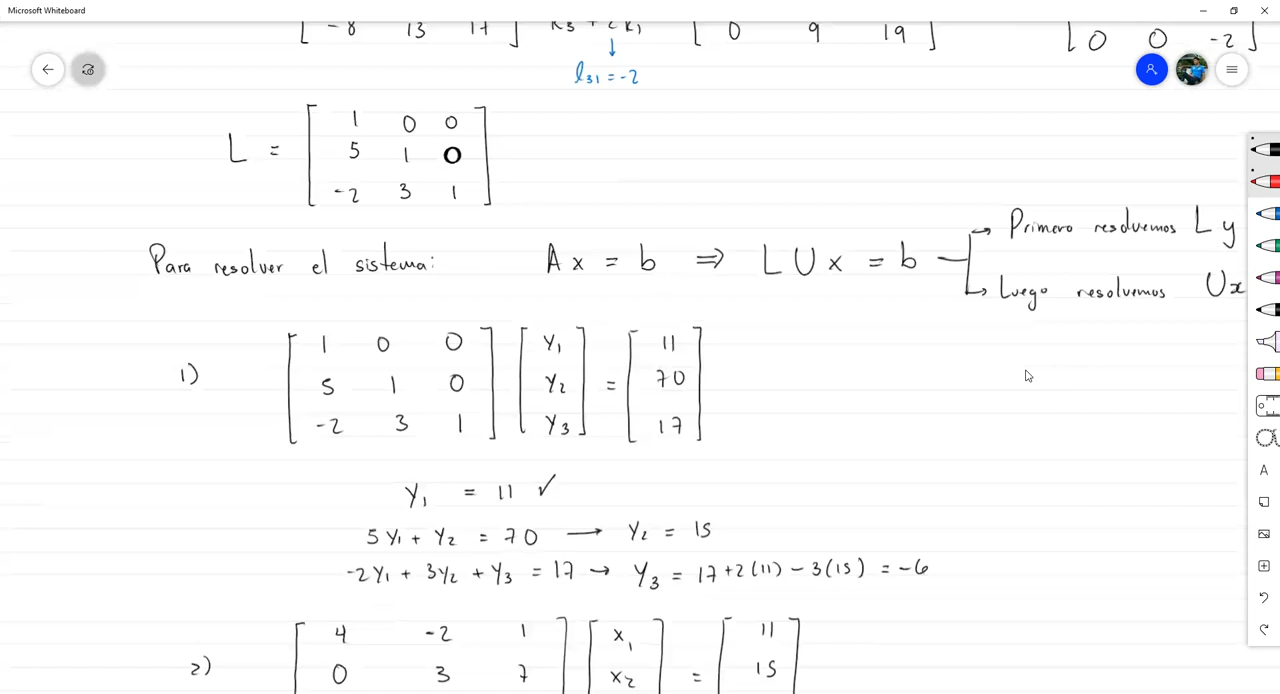 Microsoft Whiteboard
[ -8 13 17 ] R3 + 2R1 [ 0 9 19 ] [ 0 0 -2 ]
↓
l31 = -2
1 0 0
L = 5 1 0
-2 3 1
Para resolver el sistema: Ax = b ⇒ LUx = b
→ Primero resolvemos Ly
→ Luego resolvemos Ux
1 0 0 Y1 11
1) 5 1 0 Y2 = 70
-2 3 1 Y3 17
Y1 = 11 ✓
5Y1 + Y2 = 70 → Y2 = 15
-2Y1 + 3Y2 + Y3 = 17 → Y3 = 17 + 2(11) - 3(15) = -6
4 -2 1 x1 11
2) 0 3 7 x2 = 15
A